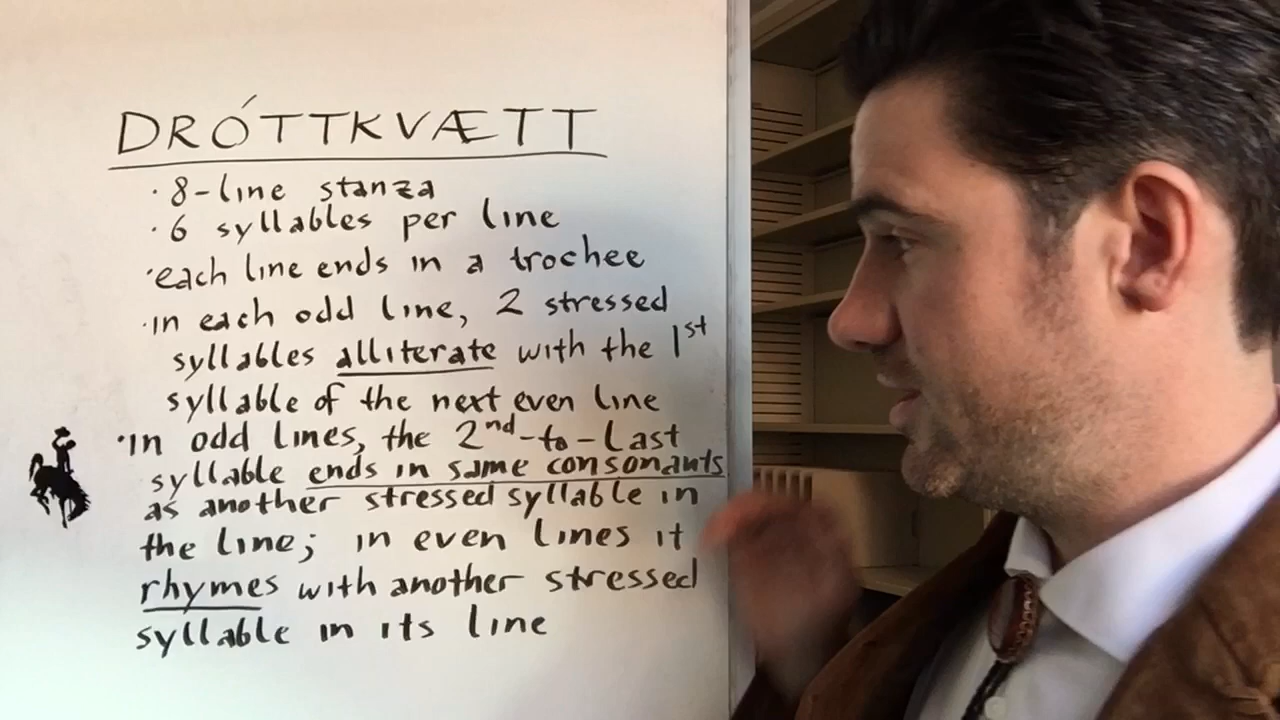 DRÓTTKVÆTT
· 8-line stanza
· 6 syllables per line
· each line ends in a trochee
· in each odd line, 2 stressed
syllables alliterate with the 1st
syllable of the next even line
· In odd lines, the 2nd-to-last
syllable ends in same consonants
as another stressed syllable in
the line; in even lines it
rhymes with another stressed
syllable in its line